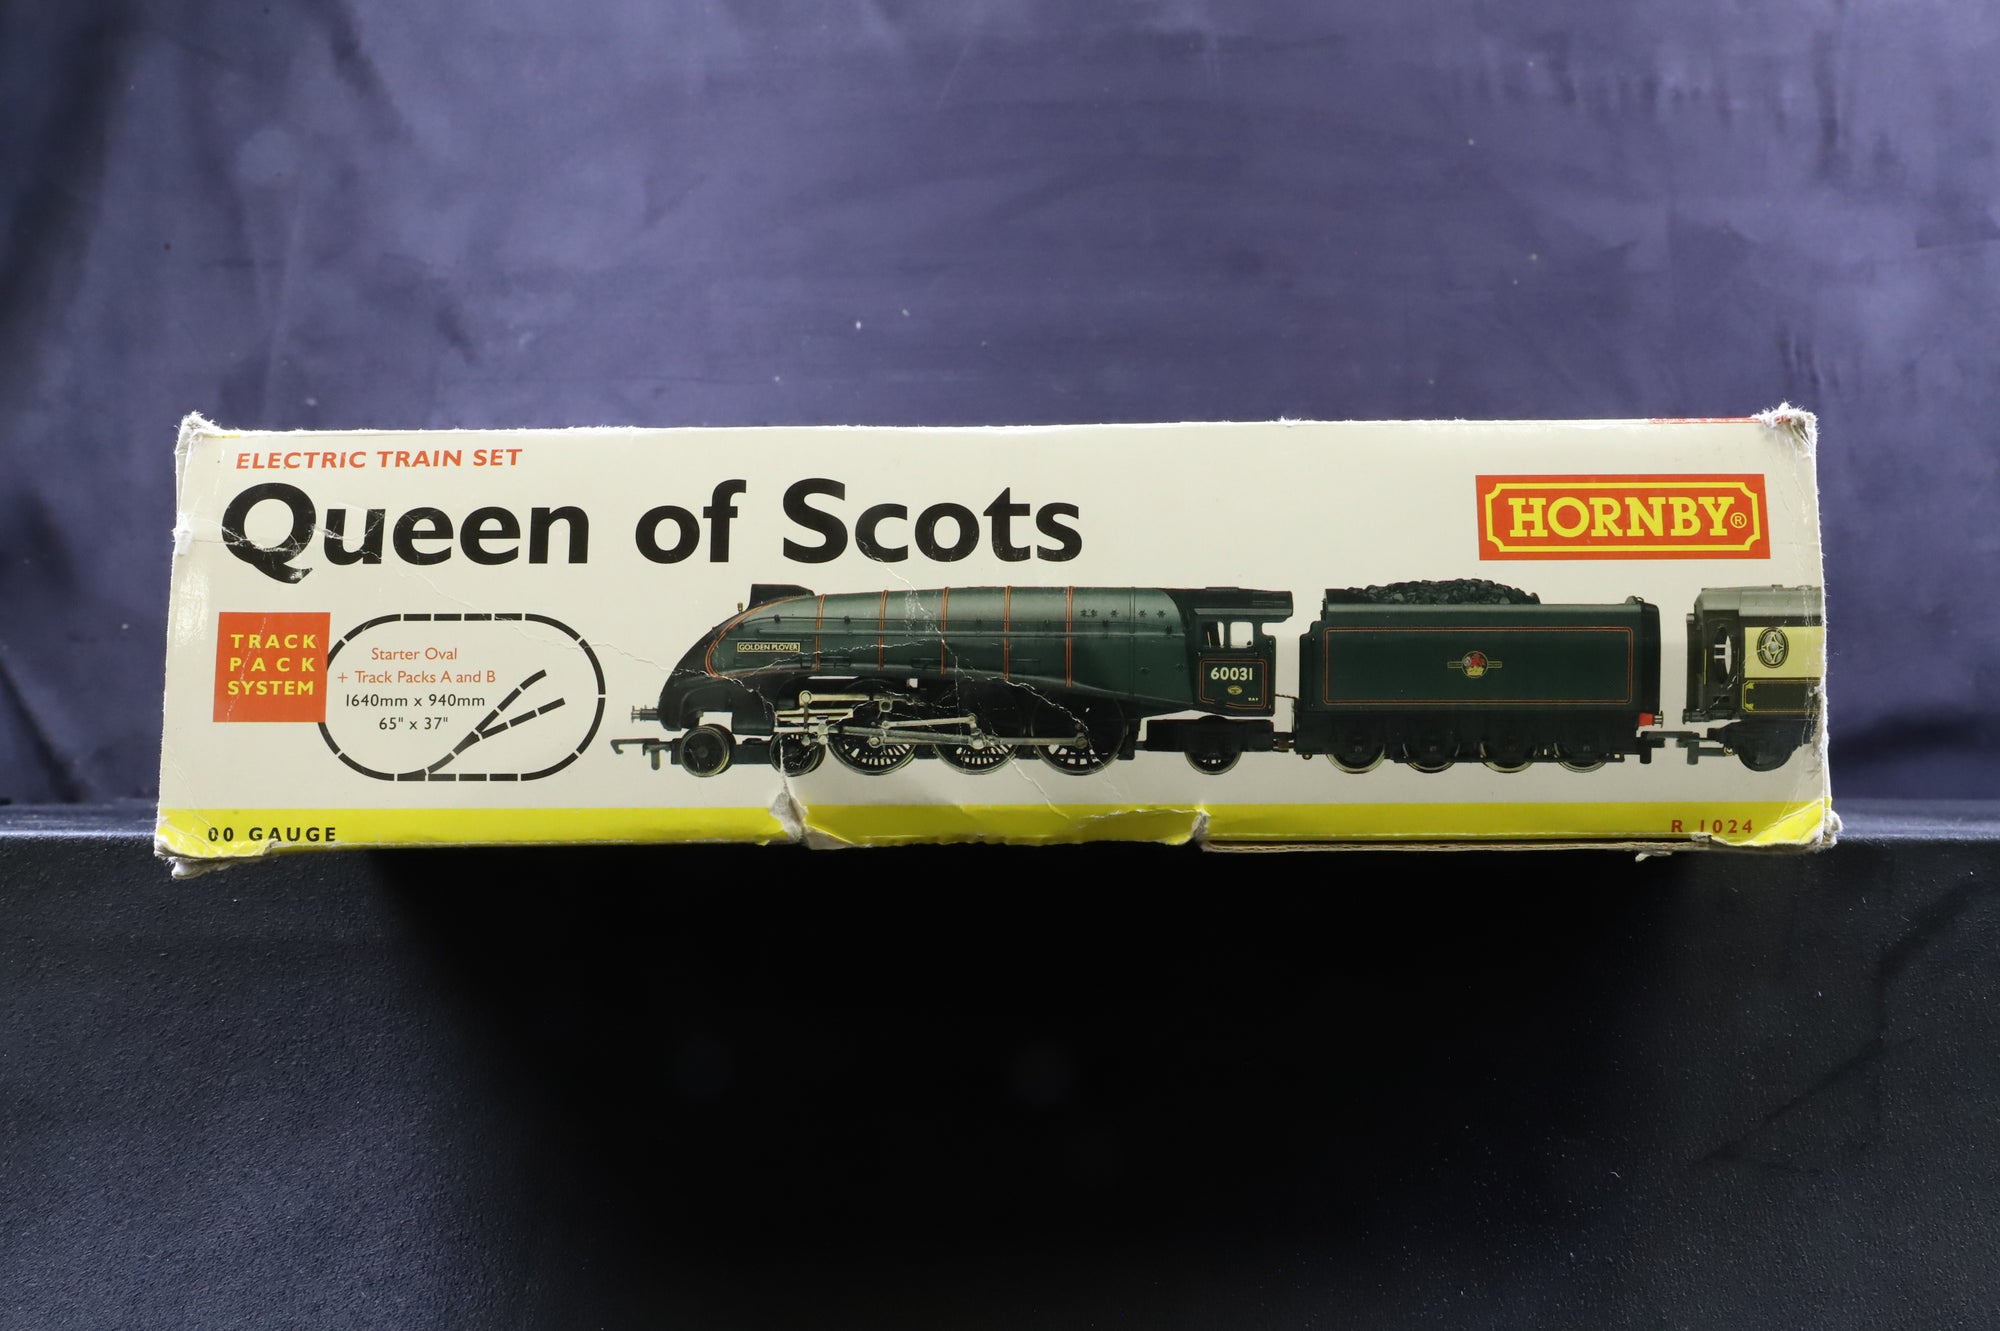 ELECTRIC TRAIN SET
Queen of Scots
HORNBY®
TRACK
PACK
SYSTEM
Starter Oval
+ Track Packs A and B
1640mm x 940mm
65" x 37"
GOLDEN PLOVER
60031
00 GAUGE
R 1024